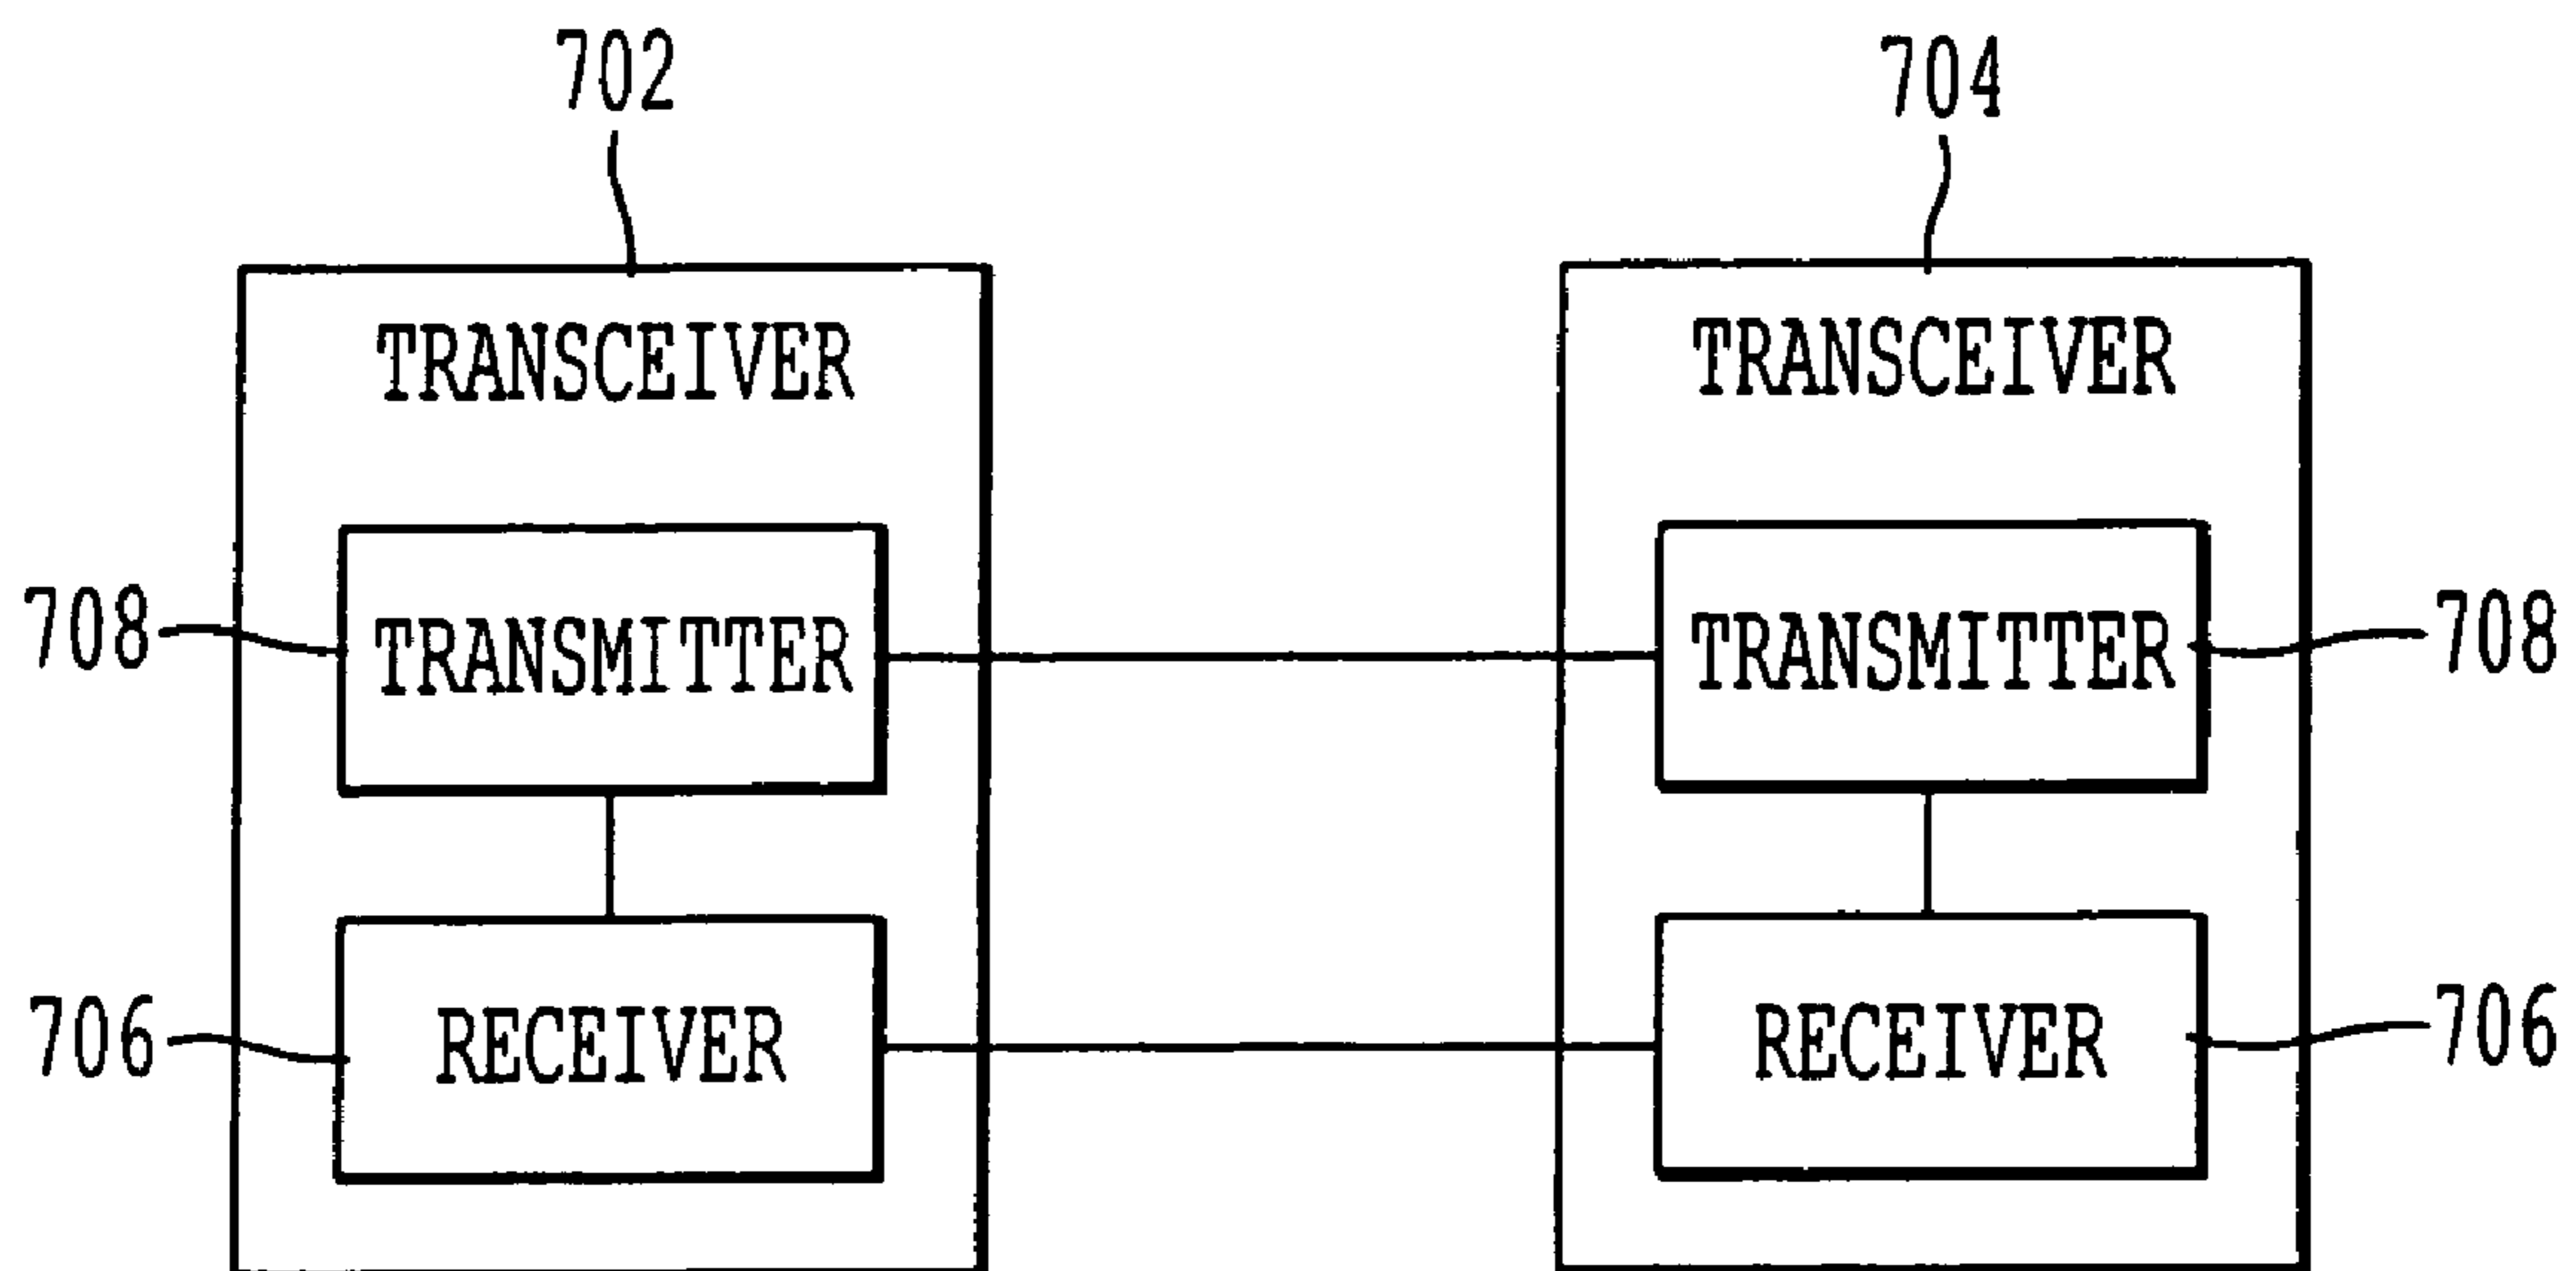 702
704
TRANSCEIVER
TRANSCEIVER
708
TRANSMITTER
TRANSMITTER
708
706
RECEIVER
RECEIVER
706